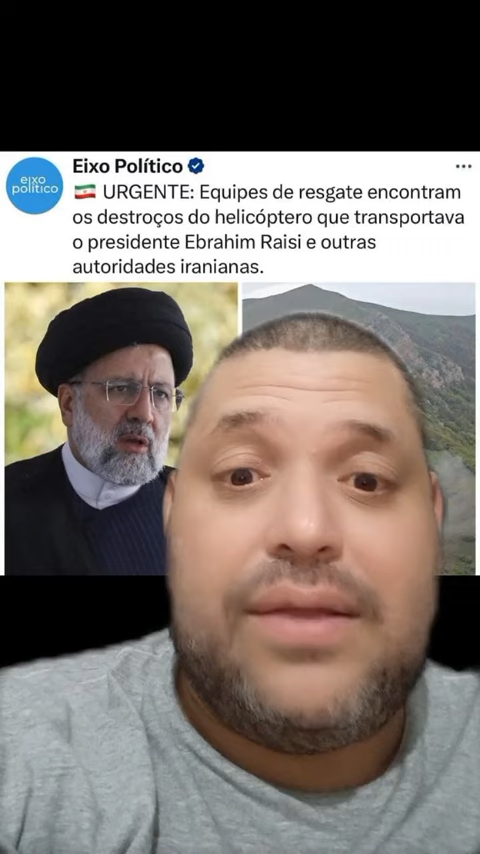 Eixo Político
eixo
político
URGENTE: Equipes de resgate encontram
os destroços do helicóptero que transportava
o presidente Ebrahim Raisi e outras
autoridades iranianas.